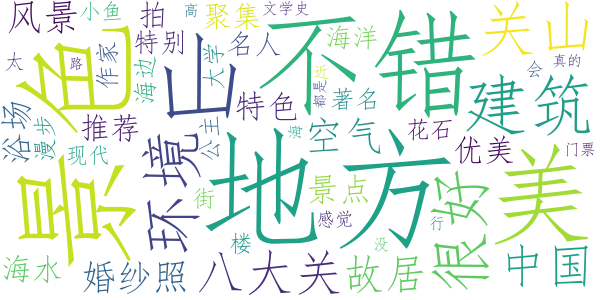 风景
小鱼
拍
高
聚集
文学史
关山
太
作家
海边
特别
大学
名人
海洋
路
色
不错
近
会
真的
浴场
漫步
推荐
山
特色
都是
著名
建筑
现代
公主
空气
花石
景
环境
地方
优美
门票
街
景点
很好
美
感觉
行
楼
没
海水
婚纱照
八大关
故居
中国